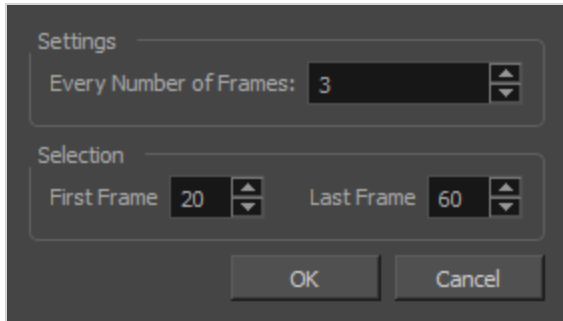 Settings
Every Number of Frames: 3
Selection
First Frame 20 Last Frame 60
OK Cancel